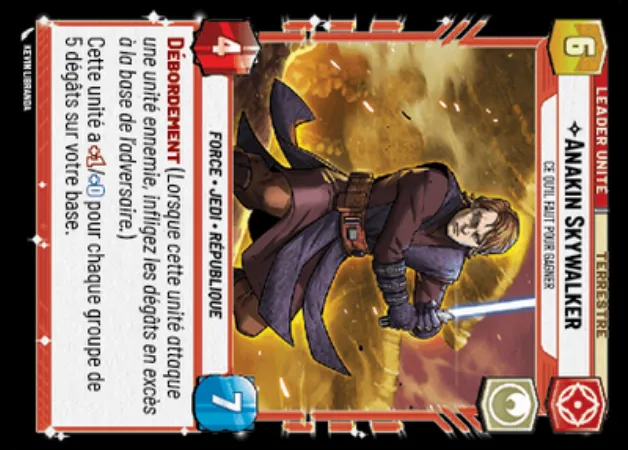 LEADER UNITÉ
TERRESTRE
6
ANAKIN SKYWALKER
CE QU'IL FAUT POUR GAGNER
4
FORCE • JEDI • RÉPUBLIQUE
7
DÉBORDEMENT (Lorsque cette unité attaque
une unité ennemie, infligez les dégâts en excès
à la base de l'adversaire.)
Cette unité a +1/+0 pour chaque groupe de
5 dégâts sur votre base.
KEVIN LIBRANDA